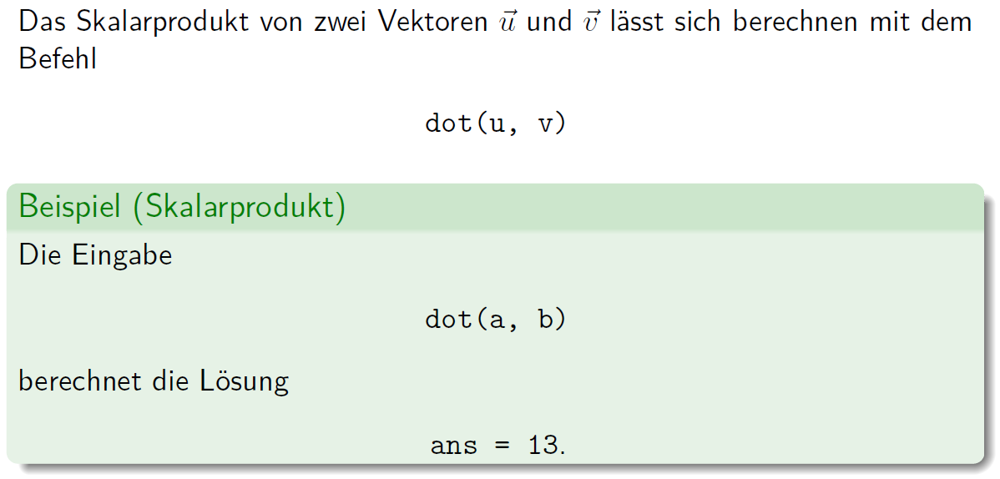 Das Skalarprodukt von zwei Vektoren $\vec{u}$ und $\vec{v}$ lässt sich berechnen mit dem
Befehl
dot(u, v)
Beispiel (Skalarprodukt)
Die Eingabe
dot(a, b)
berechnet die Lösung
ans = 13.